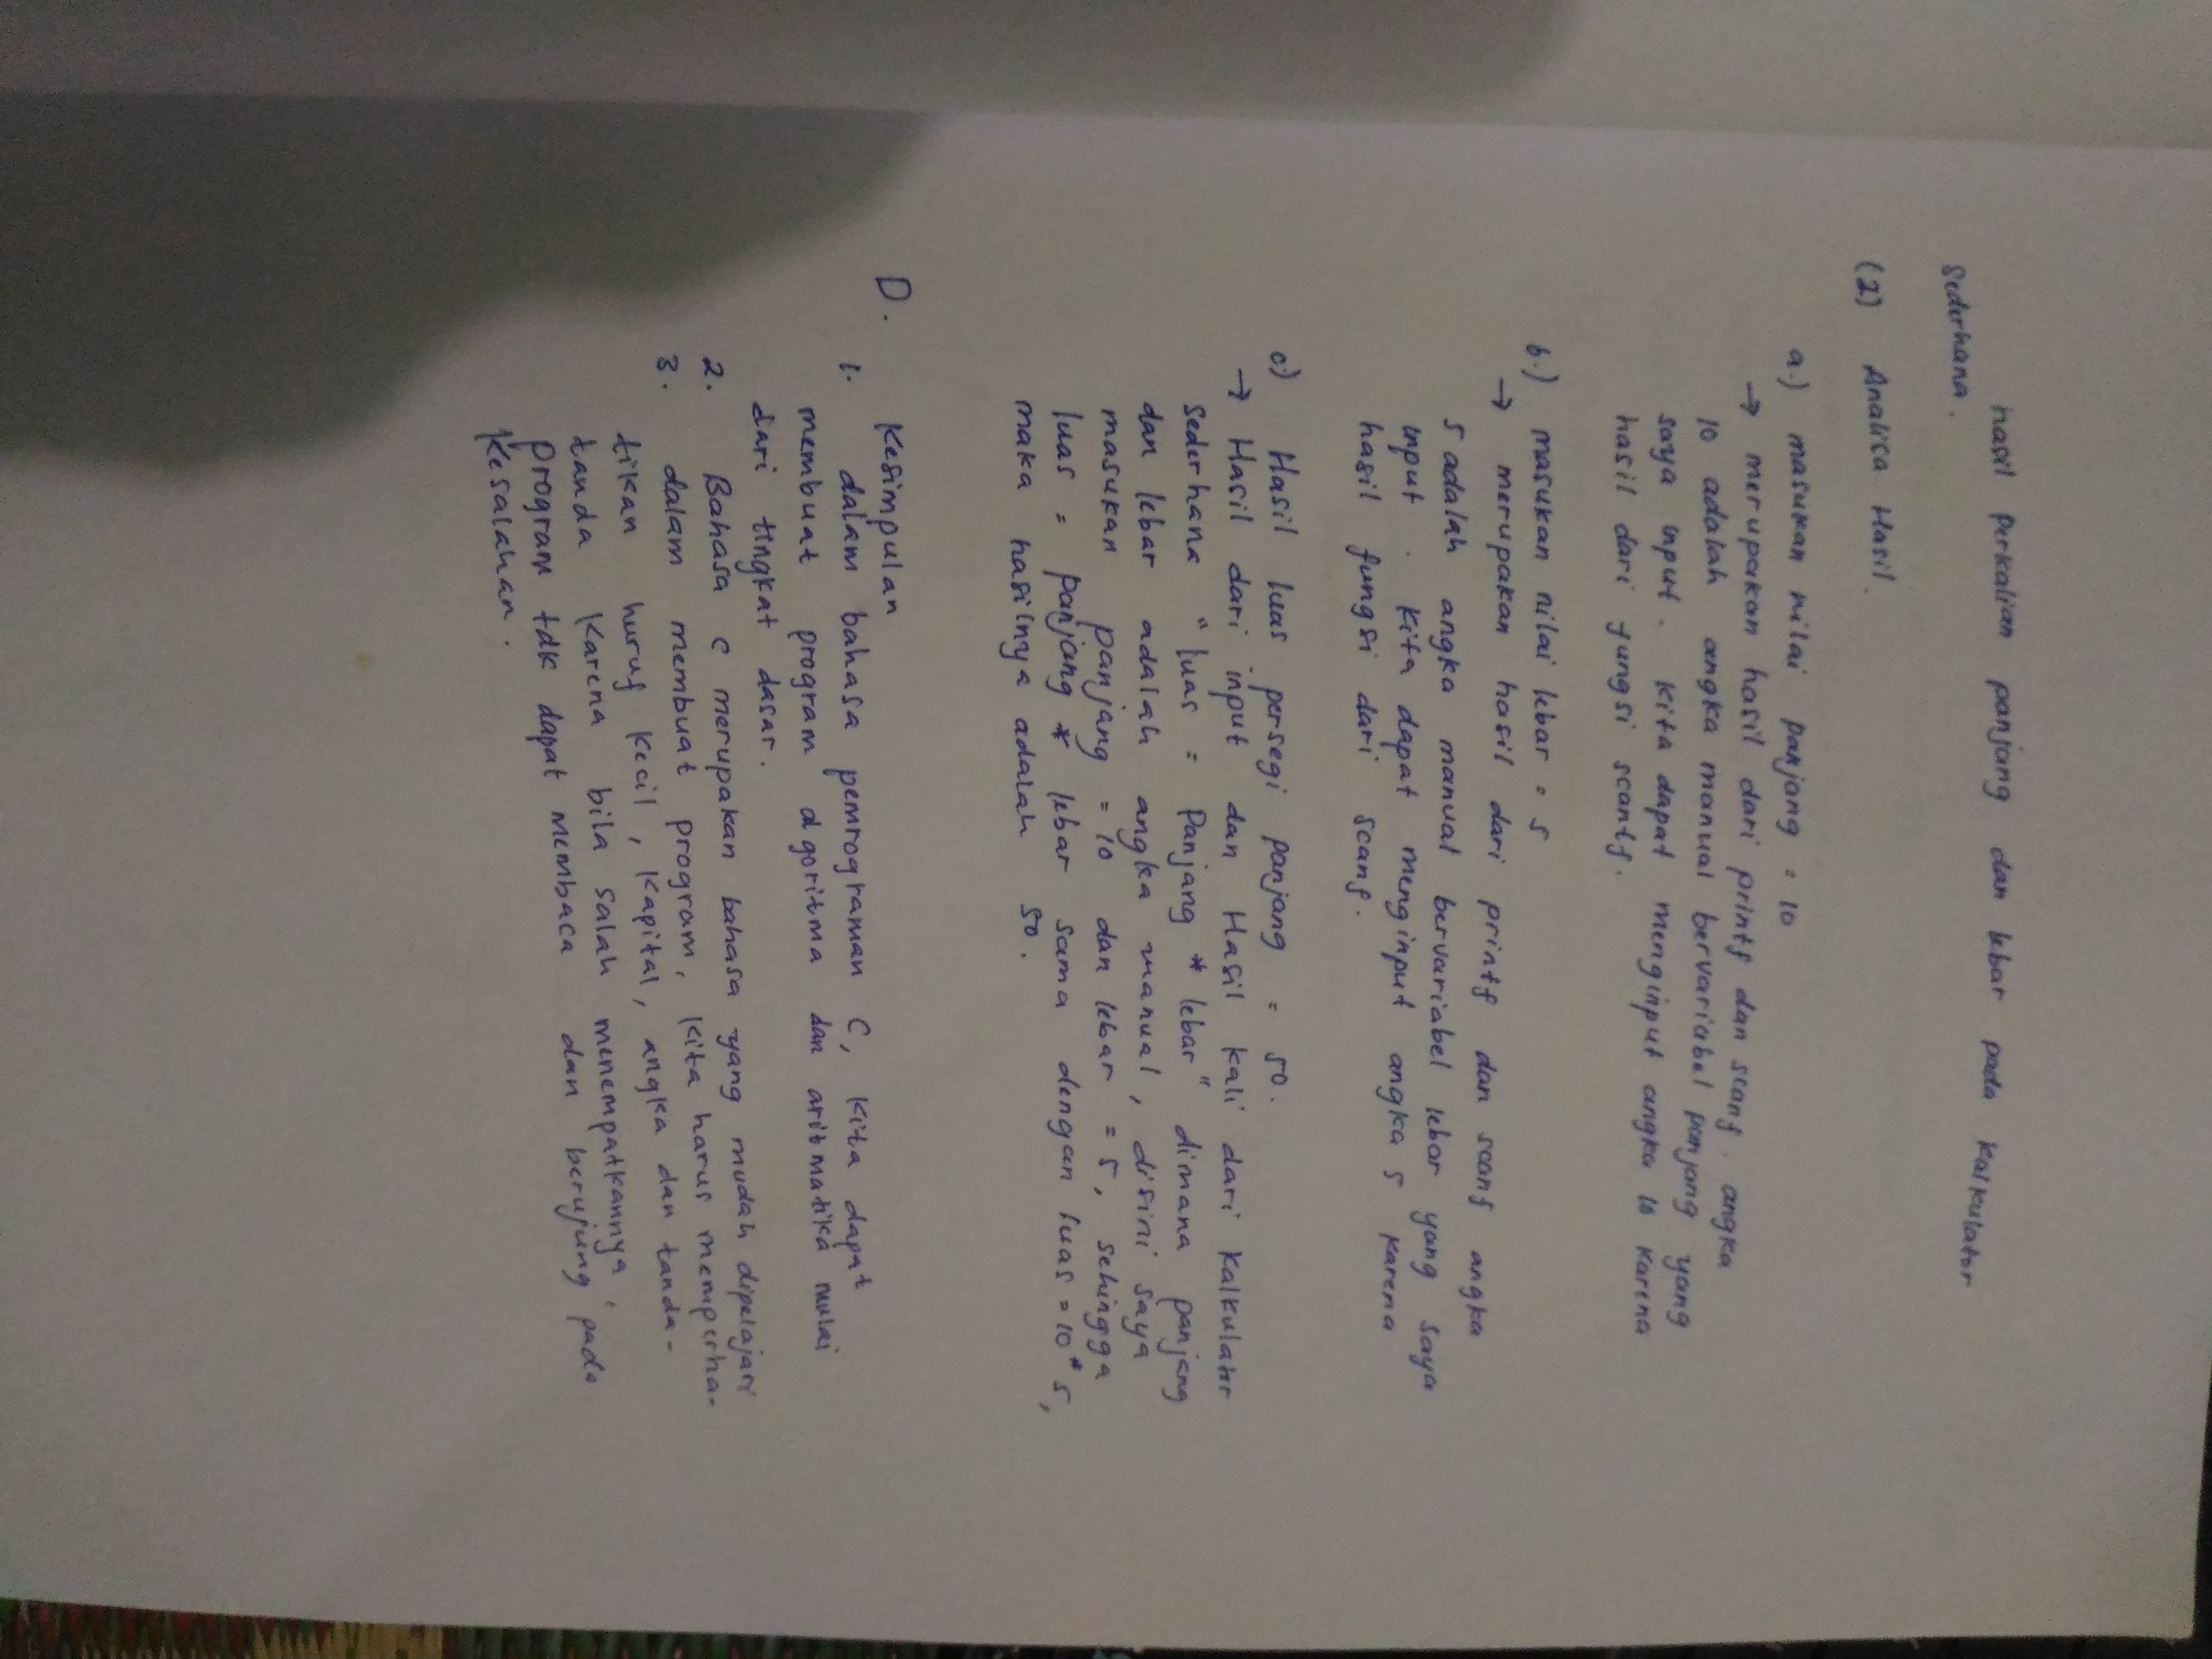 hasil perkalian panjang dan lebar pada kalkulator
sederhana.
(2) Analisa Hasil.
a.) masukan nilai panjang = 10
→ merupakan hasil dari printf dan scanf. angka
10 adalah angka manual bervariabel panjang yang
saya input. kita dapat menginput angka 10 karena
hasil dari fungsi scanf.
b.) masukan nilai lebar = 5
→ merupakan hasil dari printf dan scanf angka
5 adalah angka manual bervariabel lebar yang saya
input. kita dapat menginput angka 5 karena
hasil fungsi dari scanf.
c.) Hasil luas persegi panjang = 50.
→ Hasil dari input dan Hasil kali dari kalkulator
sederhana "luas = Panjang * lebar" dimana panjang
dan lebar adalah angka manual, disini saya
masukan panjang = 10 dan lebar = 5, sehingga
luas = panjang * lebar sama dengan luas = 10 * 5,
maka hasilnya adalah 50.
D. Kesimpulan
1. dalam bahasa pemrograman C, kita dapat
membuat program algoritma dan aritmatika mulai
dari tingkat dasar.
2. Bahasa c merupakan bahasa yang mudah dipelajari
3. dalam membuat program, kita harus memperha-
tikan huruf kecil, kapital, angka dan tanda-
tanda karena bila salah menempatkannya,
program tdk dapat membaca dan berujung pada
kesalahan.